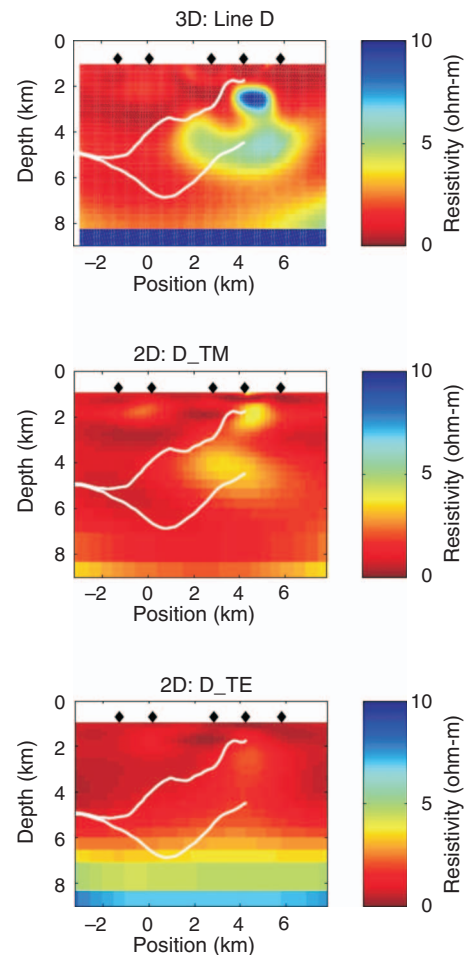 3D: Line D
0
2
4
6
8
Depth (km)
−2 0 2 4 6
Position (km)
10
5
0
Resistivity (ohm-m)
2D: D_TM
0
2
4
6
8
Depth (km)
−2 0 2 4 6
Position (km)
10
5
0
Resistivity (ohm-m)
2D: D_TE
0
2
4
6
8
Depth (km)
−2 0 2 4 6
Position (km)
10
5
0
Resistivity (ohm-m)